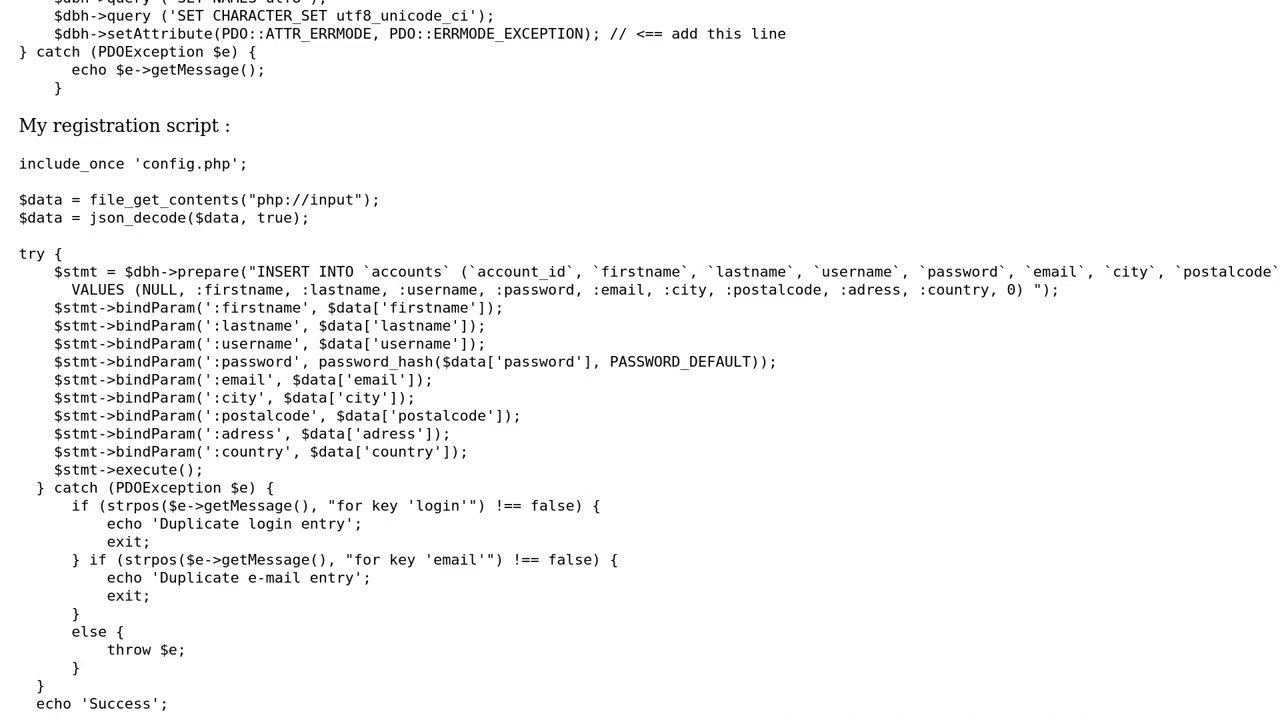 $dbh->query ('SET NAMES utf8');
$dbh->query ('SET CHARACTER_SET utf8_unicode_ci');
$dbh->setAttribute(PDO::ATTR_ERRMODE, PDO::ERRMODE_EXCEPTION); // <== add this line
} catch (PDOException $e) {
echo $e->getMessage();
}
My registration script :
include_once 'config.php';
$data = file_get_contents("php://input");
$data = json_decode($data, true);
try {
$stmt = $dbh->prepare("INSERT INTO `accounts` (`account_id`, `firstname`, `lastname`, `username`, `password`, `email`, `city`, `postalcode`
VALUES (NULL, :firstname, :lastname, :username, :password, :email, :city, :postalcode, :adress, :country, 0) ");
$stmt->bindParam(':firstname', $data['firstname']);
$stmt->bindParam(':lastname', $data['lastname']);
$stmt->bindParam(':username', $data['username']);
$stmt->bindParam(':password', password_hash($data['password'], PASSWORD_DEFAULT));
$stmt->bindParam(':email', $data['email']);
$stmt->bindParam(':city', $data['city']);
$stmt->bindParam(':postalcode', $data['postalcode']);
$stmt->bindParam(':adress', $data['adress']);
$stmt->bindParam(':country', $data['country']);
$stmt->execute();
} catch (PDOException $e) {
if (strpos($e->getMessage(), "for key 'login'") !== false) {
echo 'Duplicate login entry';
exit;
} if (strpos($e->getMessage(), "for key 'email'") !== false) {
echo 'Duplicate e-mail entry';
exit;
}
else {
throw $e;
}
}
echo 'Success';